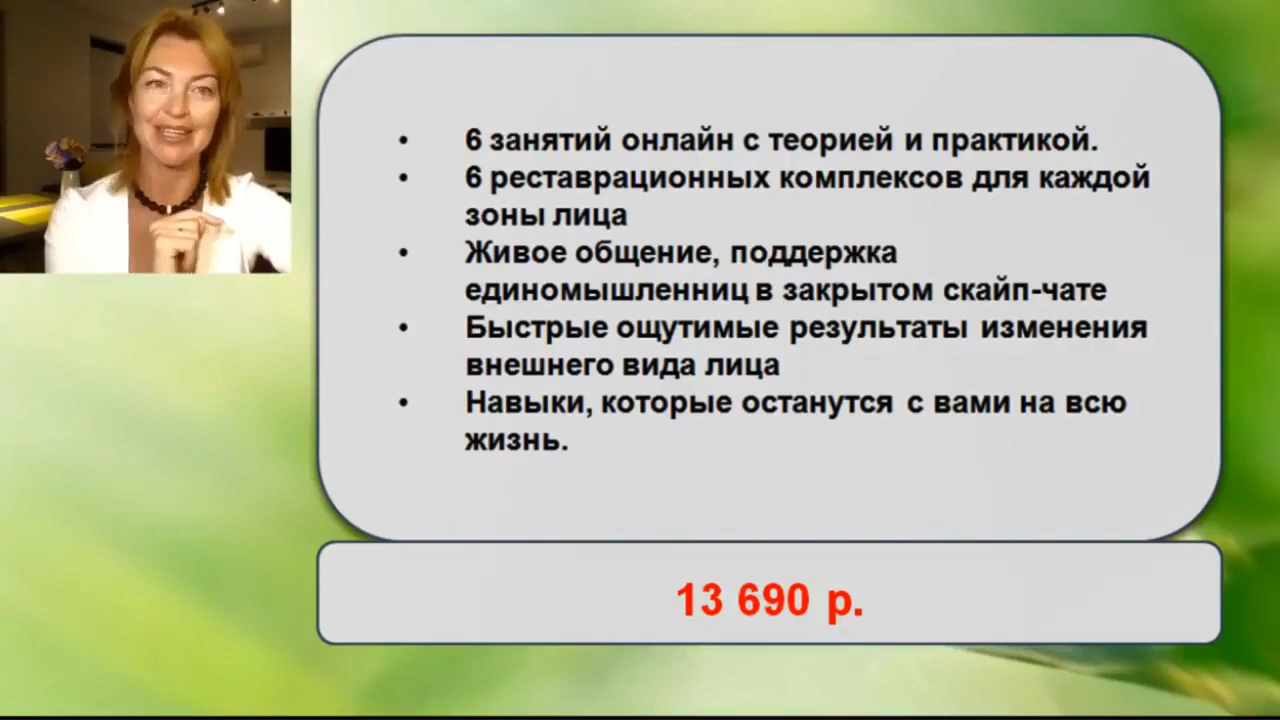 • 6 занятий онлайн с теорией и практикой.
• 6 реставрационных комплексов для каждой
зоны лица
• Живое общение, поддержка
единомышленниц в закрытом скайп-чате
• Быстрые ощутимые результаты изменения
внешнего вида лица
• Навыки, которые останутся с вами на всю
жизнь.
13 690 р.